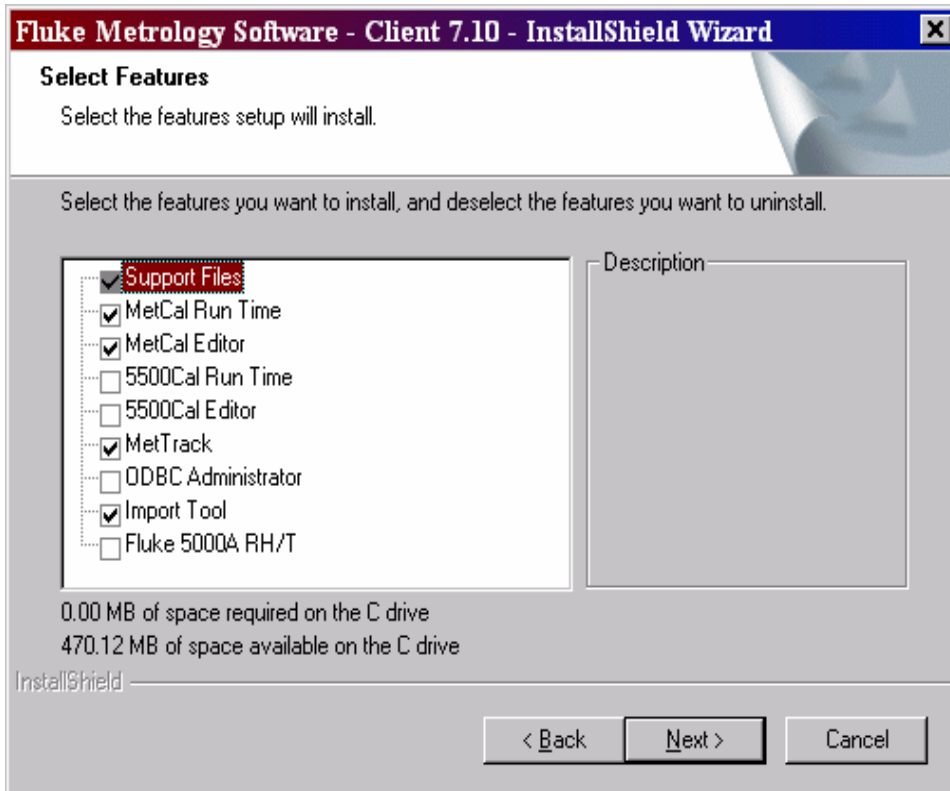 Fluke Metrology Software - Client 7.10 - InstallShield Wizard
Select Features
Select the features setup will install.
Select the features you want to install, and deselect the features you want to uninstall.
Support Files
MetCal Run Time
MetCal Editor
5500Cal Run Time
5500Cal Editor
MetTrack
ODBC Administrator
Import Tool
Fluke 5000A RH/T
Description
0.00 MB of space required on the C drive
470.12 MB of space available on the C drive
InstallShield
< Back
Next >
Cancel